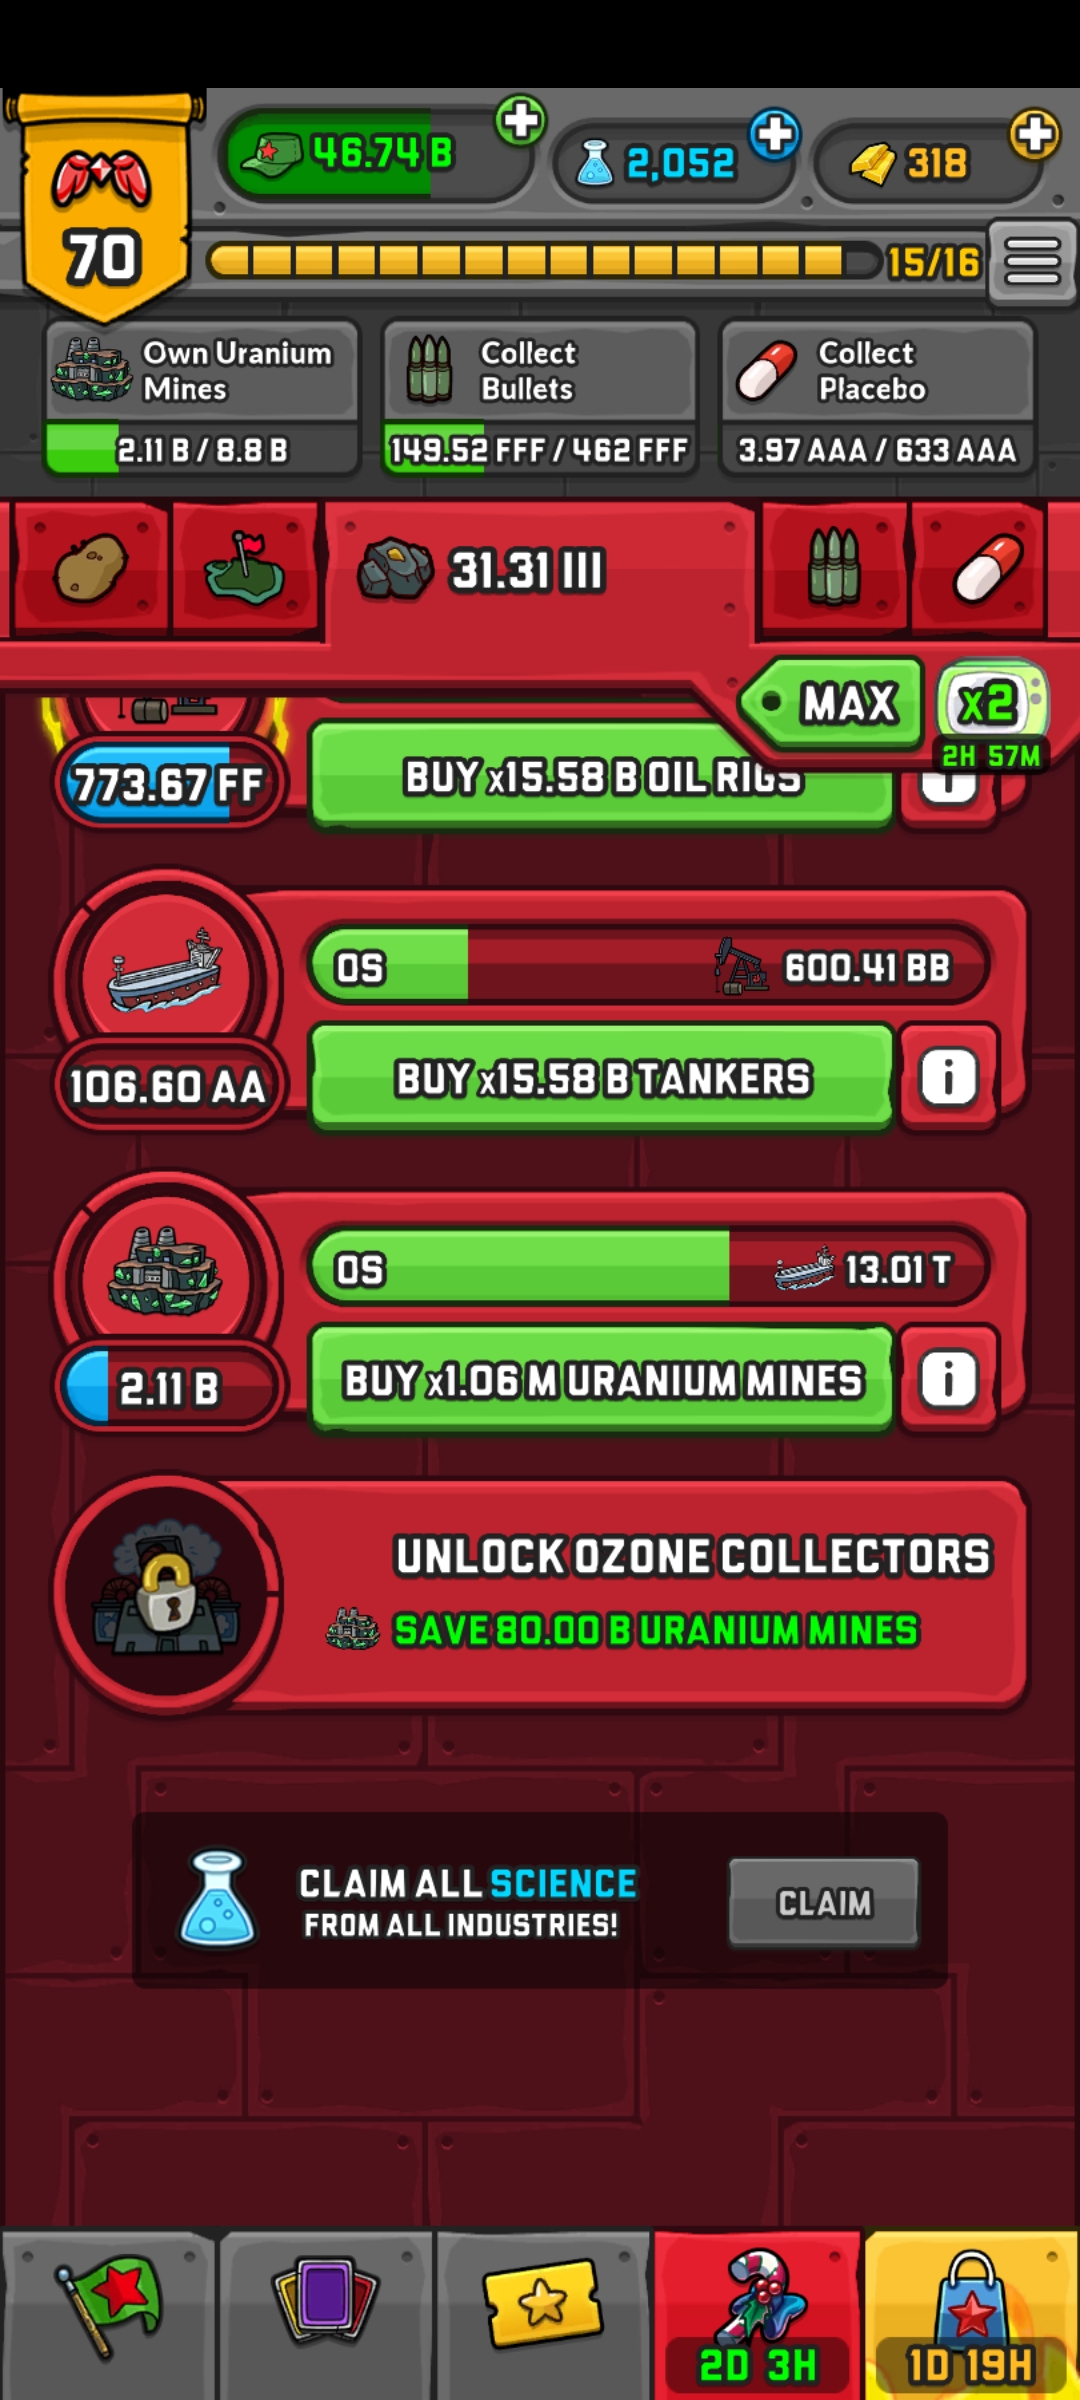 70
46.74 B
2,052
318
15/16
Own Uranium
Mines
2.11 B / 8.8 B
Collect
Bullets
149.52 FFF / 462 FFF
Collect
Placebo
3.97 AAA / 633 AAA
31.31 III
MAX
x2
2H 57M
773.67 FF
BUY x15.58 B OIL RIGS
0S
600.41 BB
106.60 AA
BUY x15.58 B TANKERS
i
0S
13.01 T
2.11 B
BUY x1.06 M URANIUM MINES
i
UNLOCK OZONE COLLECTORS
SAVE 80.00 B URANIUM MINES
CLAIM ALL SCIENCE
FROM ALL INDUSTRIES!
CLAIM
2D 3H
1D 19H